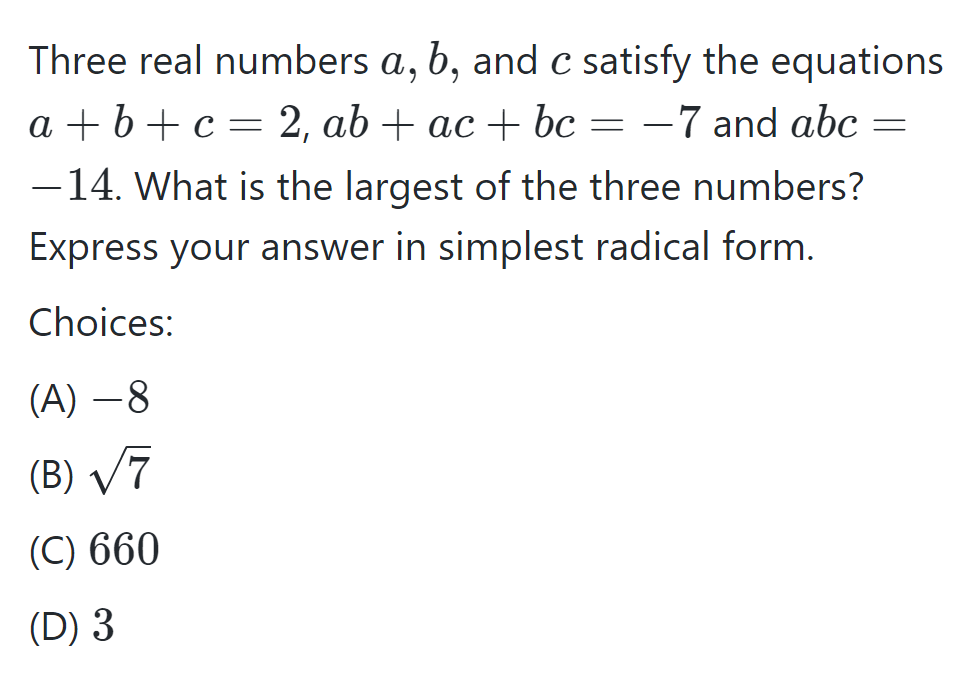 Three real numbers a, b, and c satisfy the equations
a + b + c = 2, ab + ac + bc = −7 and abc =
−14. What is the largest of the three numbers?
Express your answer in simplest radical form.
Choices:
(A) −8
(B) √7
(C) 660
(D) 3